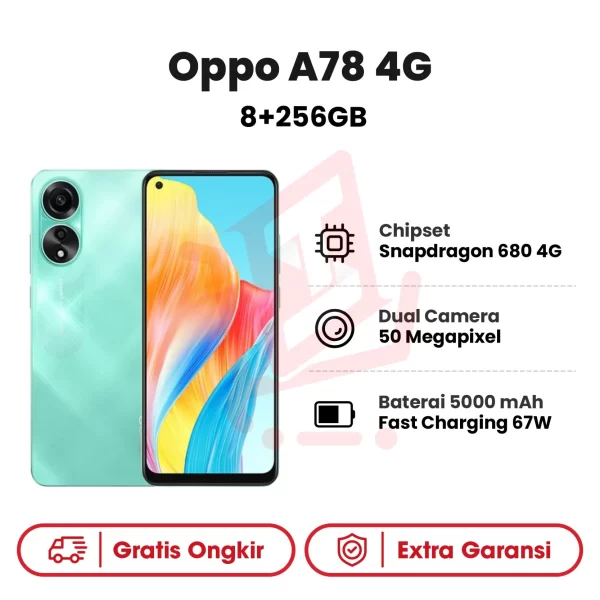 Oppo A78 4G
8+256GB
Chipset
Snapdragon 680 4G
Dual Camera
50 Megapixel
Baterai 5000 mAh
Fast Charging 67W
Gratis Ongkir
Extra Garansi